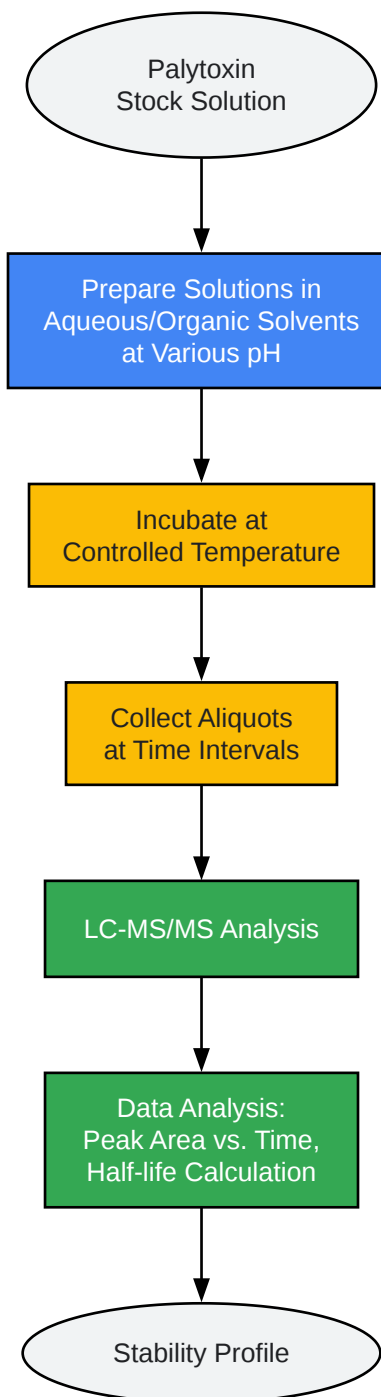 Palytoxin
Stock Solution
Prepare Solutions in
Aqueous/Organic Solvents
at Various pH
Incubate at
Controlled Temperature
Collect Aliquots
at Time Intervals
LC-MS/MS Analysis
Data Analysis:
Peak Area vs. Time,
Half-life Calculation
Stability Profile